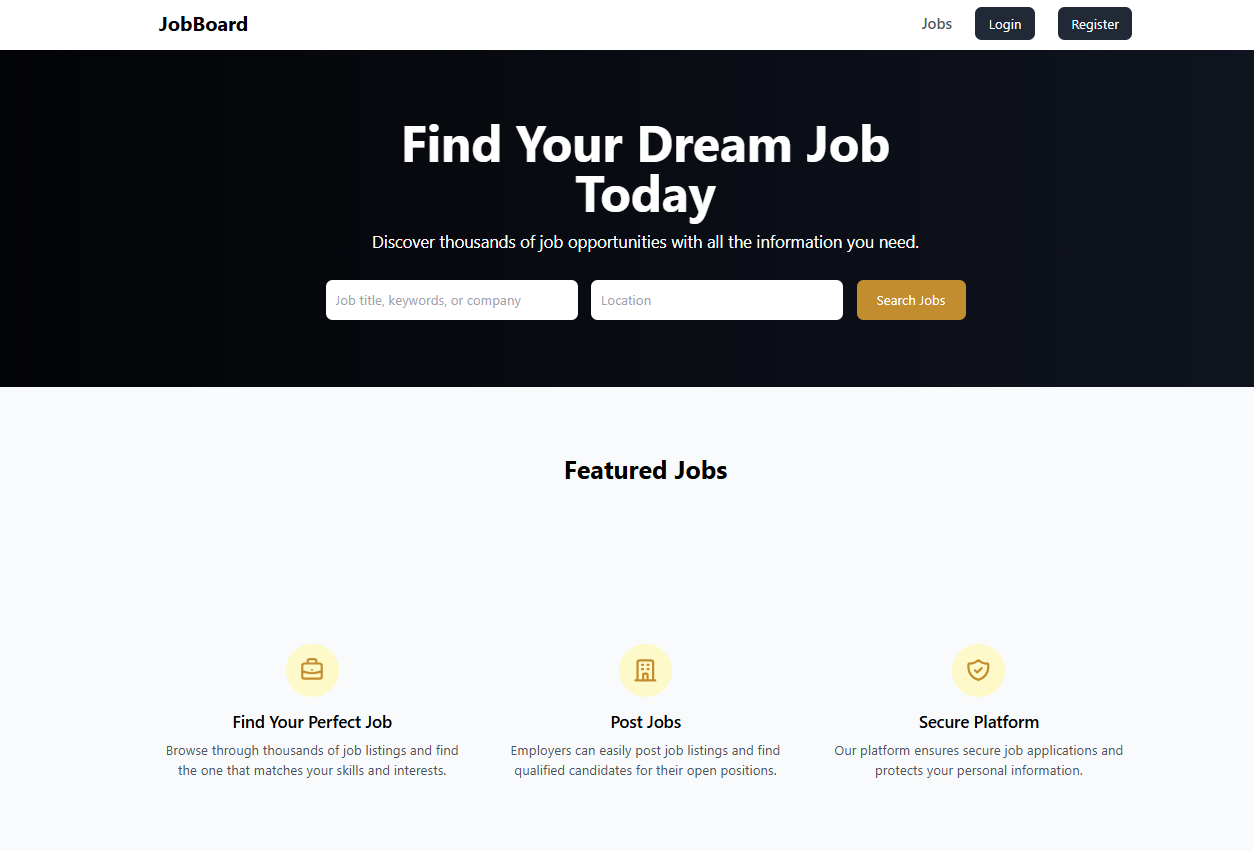 JobBoard
Jobs
Login
Register
Find Your Dream Job
Today
Discover thousands of job opportunities with all the information you need.
Job title, keywords, or company
Location
Search Jobs
Featured Jobs
Find Your Perfect Job
Browse through thousands of job listings and find
the one that matches your skills and interests.
Post Jobs
Employers can easily post job listings and find
qualified candidates for their open positions.
Secure Platform
Our platform ensures secure job applications and
protects your personal information.